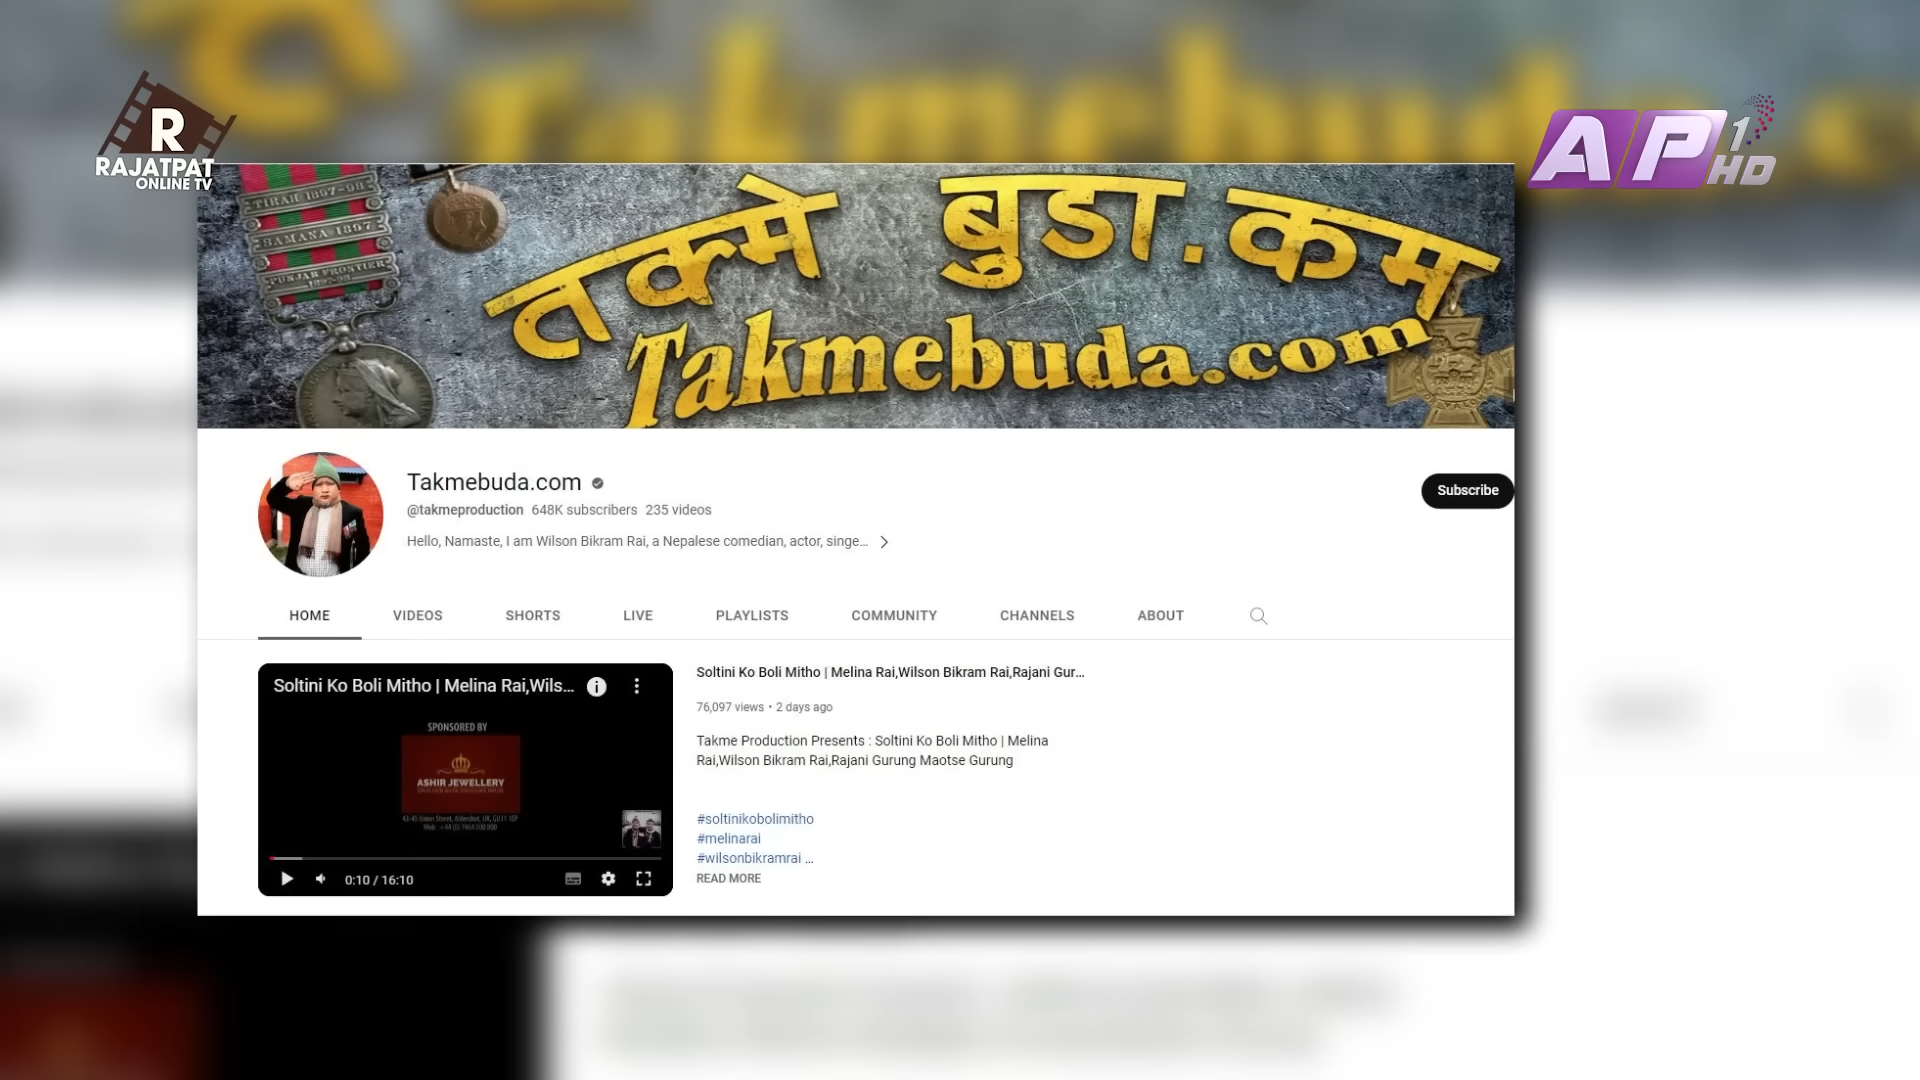 R
RAJATPAT
ONLINE TV
AP1
HD
TIRAH 1897-98
SAMANA 1897
PUNJAB FRONTIER
1897-98
तक्मे बुडा.कम
Takmebuda.com
Takmebuda.com
Subscribe
@takmeproduction 648K subscribers 235 videos
Hello, Namaste, I am Wilson Bikram Rai, a Nepalese comedian, actor, singe...
HOME VIDEOS SHORTS LIVE PLAYLISTS COMMUNITY CHANNELS ABOUT
Soltini Ko Boli Mitho | Melina Rai,Wils...
SPONSORED BY
ASHIR JEWELLERY
0:10 / 16:10
Soltini Ko Boli Mitho | Melina Rai,Wilson Bikram Rai,Rajani Gur...
76,097 views • 2 days ago
Takme Production Presents : Soltini Ko Boli Mitho | Melina
Rai,Wilson Bikram Rai,Rajani Gurung Maotse Gurung
#soltinikobolimitho
#melinarai
#wilsonbikramrai ...
READ MORE